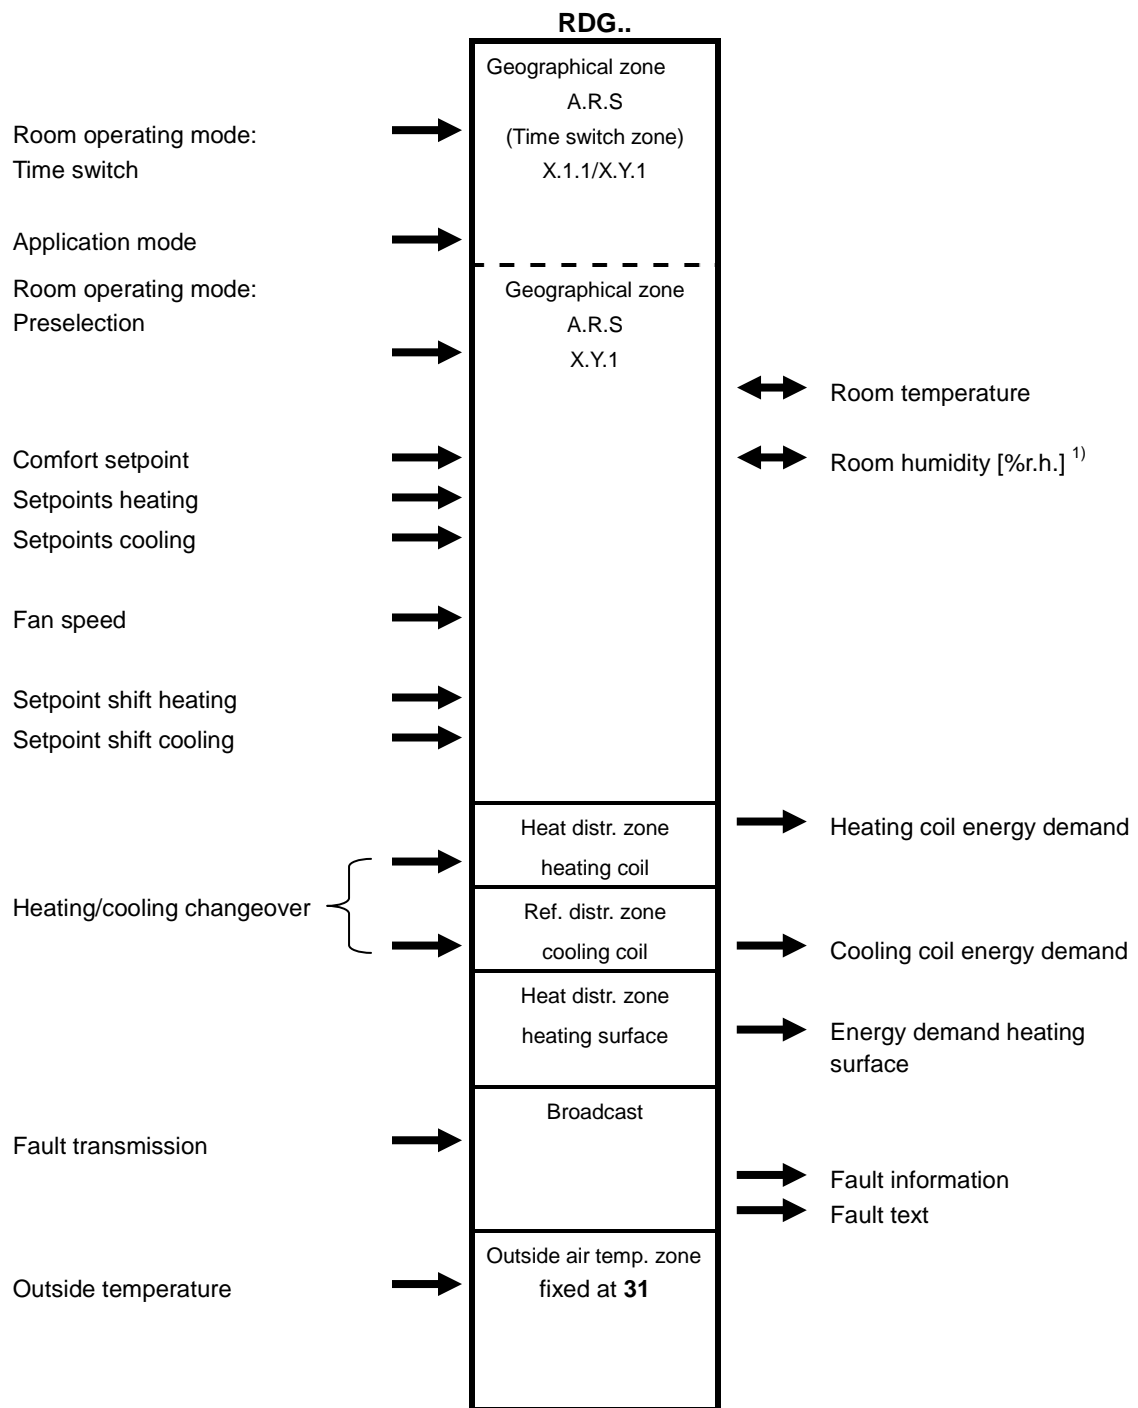 RDG..
Geographical zone
A.R.S
(Time switch zone)
X.1.1/X.Y.1
Room operating mode:
Time switch
Application mode
Room operating mode:
Preselection
Geographical zone
A.R.S
X.Y.1
Room temperature
Comfort setpoint
Room humidity [%r.h.] 1)
Setpoints heating
Setpoints cooling
Fan speed
Setpoint shift heating
Setpoint shift cooling
Heat distr. zone
heating coil
Heating coil energy demand
Heating/cooling changeover
Ref. distr. zone
cooling coil
Cooling coil energy demand
Heat distr. zone
heating surface
Energy demand heating
surface
Broadcast
Fault transmission
Fault information
Fault text
Outside air temp. zone
fixed at 31
Outside temperature